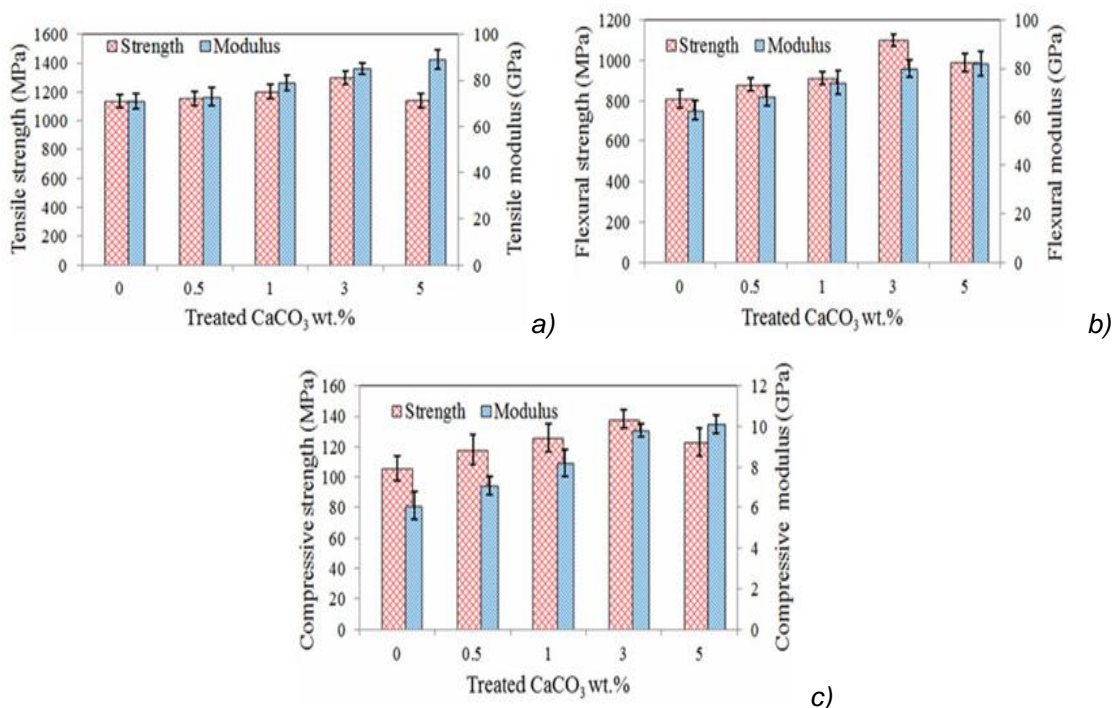 Tensile strength (MPa)
1600
1400
1200
1000
800
600
400
200
0
Strength
Modulus
100
80
60
40
20
0
Tensile modulus (GPa)
0 0.5 1 3 5
Treated CaCO3 wt.%
a)
Flexural strength (MPa)
1200
1000
800
600
400
200
0
Strength
Modulus
100
80
60
40
20
0
Flexural modulus (GPa)
0 0.5 1 3 5
Treated CaCO3 wt.%
b)
Compressive strength (MPa)
160
140
120
100
80
60
40
20
0
Strength
Modulus
12
10
8
6
4
2
0
Compressive modulus (GPa)
0 0.5 1 3 5
Treated CaCO3 wt.%
c)